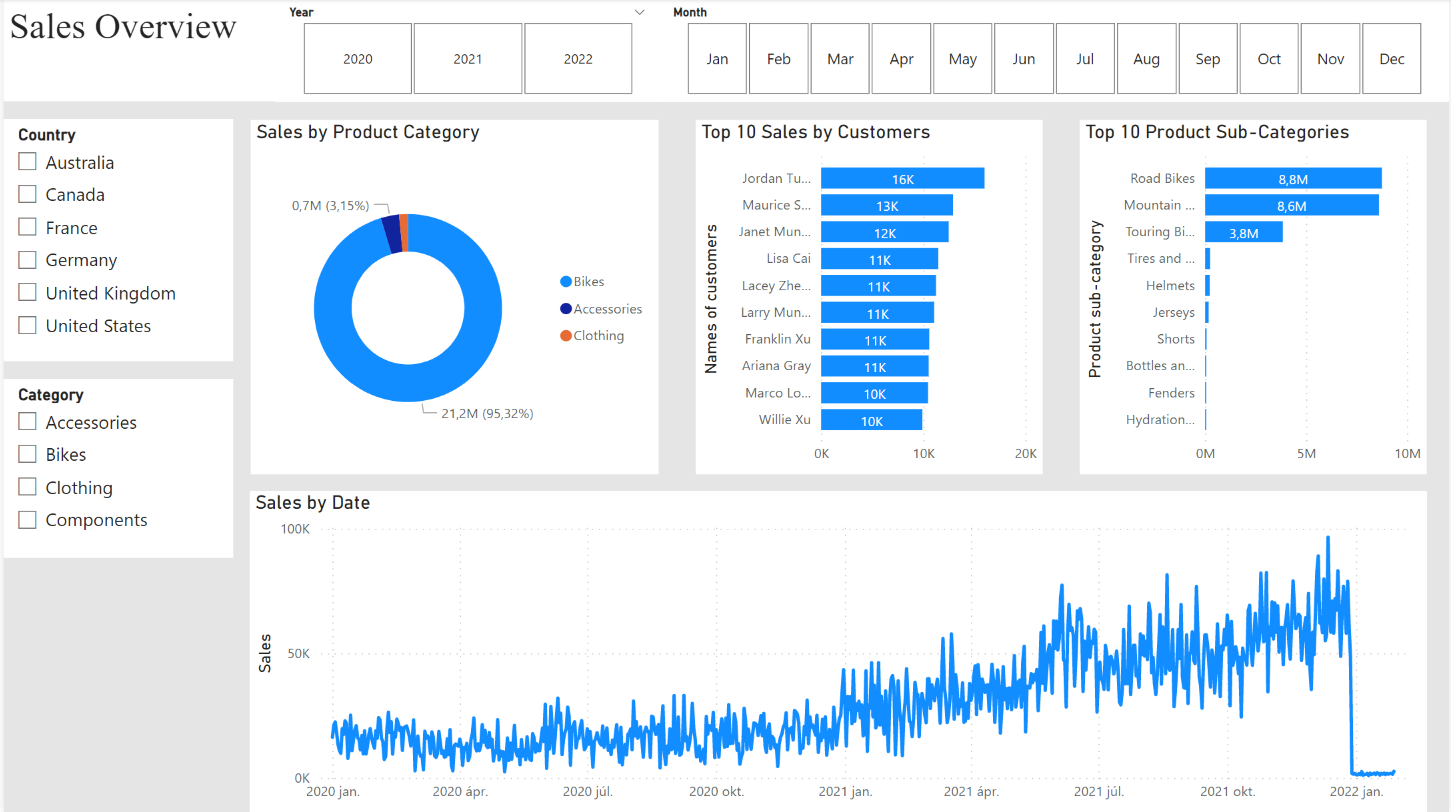 Sales Overview
Year
2020
2021
2022
Month
Jan
Feb
Mar
Apr
May
Jun
Jul
Aug
Sep
Oct
Nov
Dec
Country
Australia
Canada
France
Germany
United Kingdom
United States
Category
Accessories
Bikes
Clothing
Components
Sales by Product Category
0,7M (3,15%)
21,2M (95,32%)
Bikes
Accessories
Clothing
Top 10 Sales by Customers
Names of customers
Jordan Tu... 16K
Maurice S... 13K
Janet Mun... 12K
Lisa Cai 11K
Lacey Zhe... 11K
Larry Mun... 11K
Franklin Xu 11K
Ariana Gray 11K
Marco Lo... 10K
Willie Xu 10K
0K 10K 20K
Top 10 Product Sub-Categories
Product sub-category
Road Bikes 8,8M
Mountain ... 8,6M
Touring Bi... 3,8M
Tires and ...
Helmets
Jerseys
Shorts
Bottles an...
Fenders
Hydration...
0M 5M 10M
Sales by Date
Sales
100K
50K
0K
2020 jan. 2020 ápr. 2020 júl. 2020 okt. 2021 jan. 2021 ápr. 2021 júl. 2021 okt. 2022 jan.